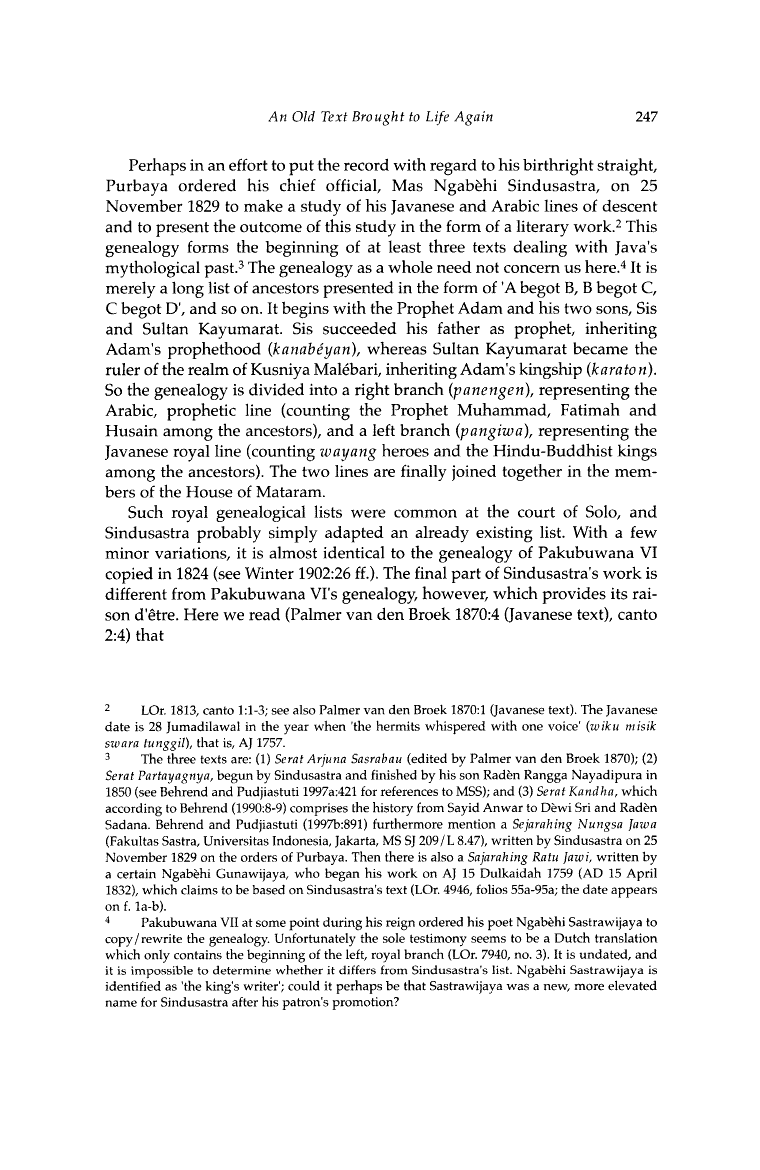 An Old Text Brought to Life Again 247
Perhaps in an effort to put the record with regard to his birthright straight,
Purbaya ordered his chief official, Mas Ngabèhi Sindusastra, on 25
November 1829 to make a study of his Javanese and Arabic lines of descent
and to present the outcome of this study in the form of a literary work.2 This
genealogy forms the beginning of at least three texts dealing with Java's
mythological past.3 The genealogy as a whole need not concern us here.4 It is
merely a long list of ancestors presented in the form of 'A begot B, B begot C,
C begot D', and so on. It begins with the Prophet Adam and his two sons, Sis
and Sultan Kayumarat. Sis succeeded his father as prophet, inheriting
Adam's prophethood (kanabéyan), whereas Sultan Kayumarat became the
ruler of the realm of Kusniya Malébari, inheriting Adam's kingship (karaton).
So the genealogy is divided into a right branch (panengen), representing the
Arabic, prophetic line (counting the Prophet Muhammad, Fatimah and
Husain among the ancestors), and a left branch (pangiwa), representing the
Javanese royal line (counting wayang heroes and the Hindu-Buddhist kings
among the ancestors). The two lines are finally joined together in the mem-
bers of the House of Mataram.
Such royal genealogical lists were common at the court of Solo, and
Sindusastra probably simply adapted an already existing list. With a few
minor variations, it is almost identical to the genealogy of Pakubuwana VI
copied in 1824 (see Winter 1902:26 ff.). The final part of Sindusastra's work is
different from Pakubuwana VI's genealogy, however, which provides its rai-
son d'être. Here we read (Palmer van den Broek 1870:4 (Javanese text), canto
2:4) that
2 LOr. 1813, canto 1:1-3; see also Palmer van den Broek 1870:1 (Javanese text). The Javanese
date is 28 Jumadilawal in the year when 'the hermits whispered with one voice' (wiku misik
swara tunggil), that is, AJ 1757.
3 The three texts are: (1) Serat Arjuna Sasrabau (edited by Palmer van den Broek 1870); (2)
Serat Partayagnya, begun by Sindusastra and finished by his son Radèn Rangga Nayadipura in
1850 (see Behrend and Pudjiastuti 1997a:421 for references to MSS); and (3) Serat Kandha, which
according to Behrend (1990:8-9) comprises the history from Sayid Anwar to Dèwi Sri and Radèn
Sadana. Behrend and Pudjiastuti (1997b:891) furthermore mention a Sejarahing Nungsa Jawa
(Fakultas Sastra, Universitas Indonesia, Jakarta, MS SJ 209/L 8.47), written by Sindusastra on 25
November 1829 on the orders of Purbaya. Then there is also a Sajarahing Ratu Jawi, written by
a certain Ngabèhi Gunawijaya, who began his work on AJ 15 Dulkaidah 1759 (AD 15 April
1832), which claims to be based on Sindusastra's text (LOr. 4946, folios 55a-95a; the date appears
on f. 1a-b).
4 Pakubuwana VII at some point during his reign ordered his poet Ngabèhi Sastrawijaya to
copy/rewrite the genealogy. Unfortunately the sole testimony seems to be a Dutch translation
which only contains the beginning of the left, royal branch (LOr. 7940, no. 3). It is undated, and
it is impossible to determine whether it differs from Sindusastra's list. Ngabèhi Sastrawijaya is
identified as 'the king's writer'; could it perhaps be that Sastrawijaya was a new, more elevated
name for Sindusastra after his patron's promotion?